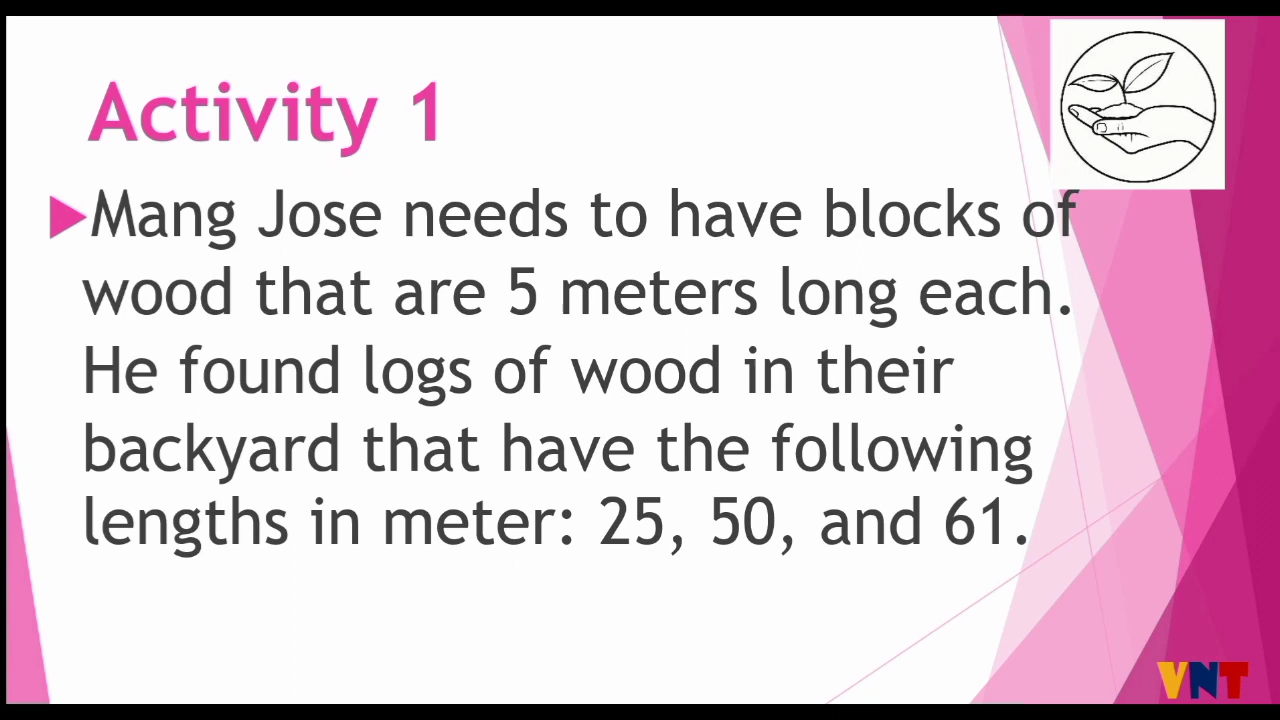 Activity 1
Mang Jose needs to have blocks of
wood that are 5 meters long each.
He found logs of wood in their
backyard that have the following
lengths in meter: 25, 50, and 61.
VNT